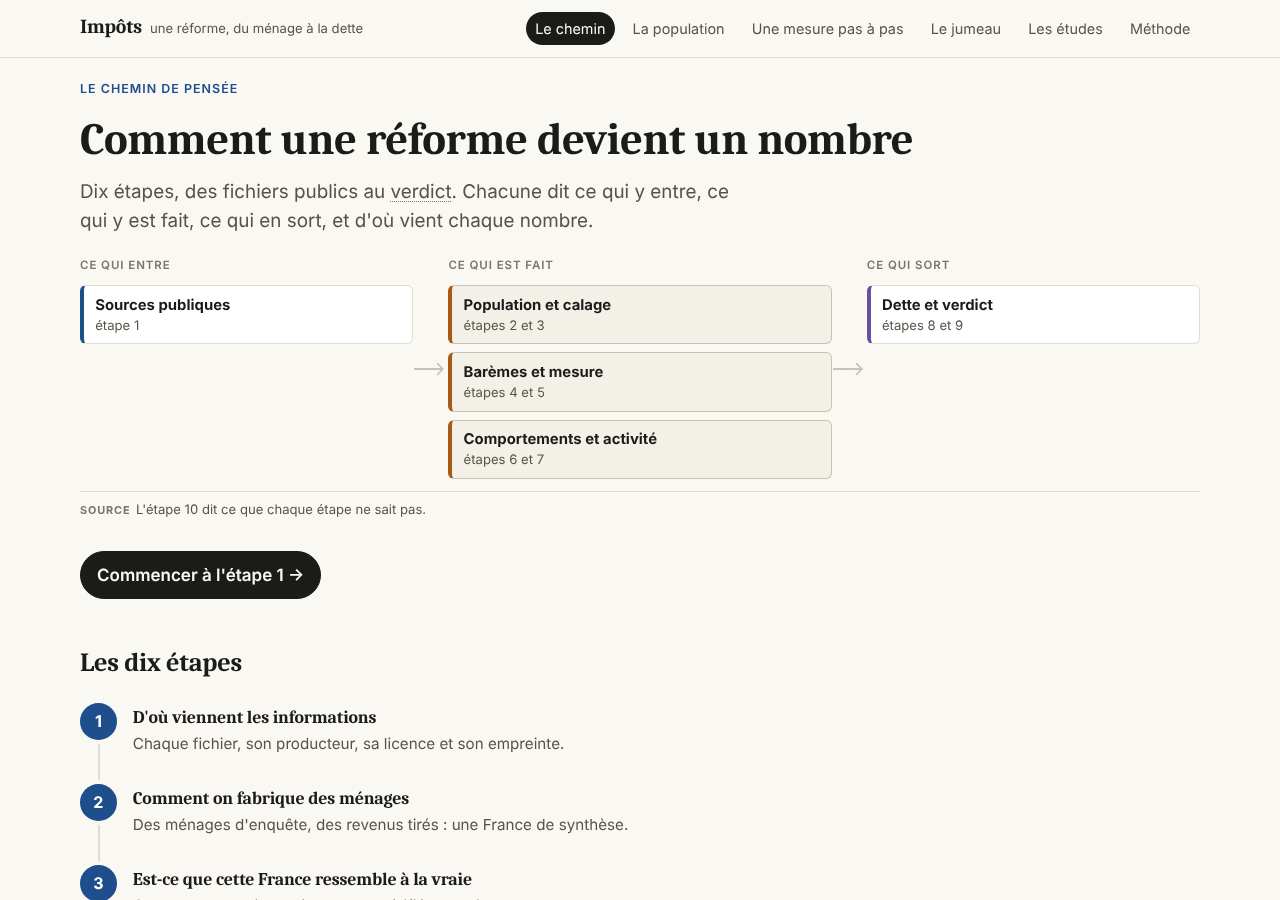 Impôts une réforme, du ménage à la dette
Le chemin
La population
Une mesure pas à pas
Le jumeau
Les études
Méthode
LE CHEMIN DE PENSÉE
Comment une réforme devient un nombre
Dix étapes, des fichiers publics au verdict. Chacune dit ce qui y entre, ce
qui y est fait, ce qui en sort, et d'où vient chaque nombre.
CE QUI ENTRE
Sources publiques
étape 1
CE QUI EST FAIT
Population et calage
étapes 2 et 3
Barèmes et mesure
étapes 4 et 5
Comportements et activité
étapes 6 et 7
CE QUI SORT
Dette et verdict
étapes 8 et 9
SOURCE L'étape 10 dit ce que chaque étape ne sait pas.
Commencer à l'étape 1 →
Les dix étapes
1
D'où viennent les informations
Chaque fichier, son producteur, sa licence et son empreinte.
2
Comment on fabrique des ménages
Des ménages d'enquête, des revenus tirés : une France de synthèse.
3
Est-ce que cette France ressemble à la vraie